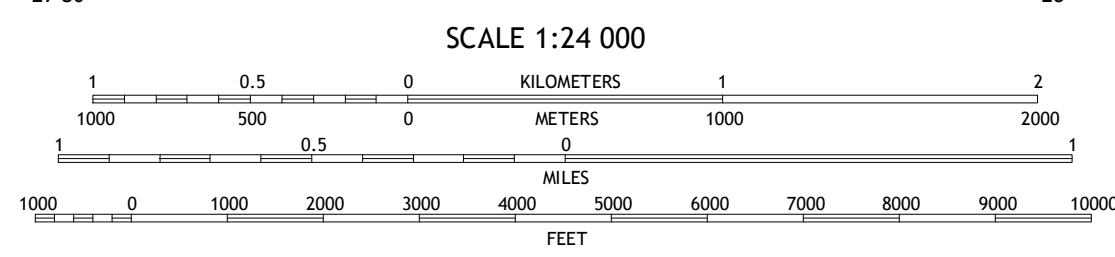 SCALE 1:24 000
1 0.5 0 KILOMETERS 1 2
1000 500 0 METERS 1000 2000
1 0.5 0 1
MILES
1000 0 1000 2000 3000 4000 5000 6000 7000 8000 9000 10000
FEET